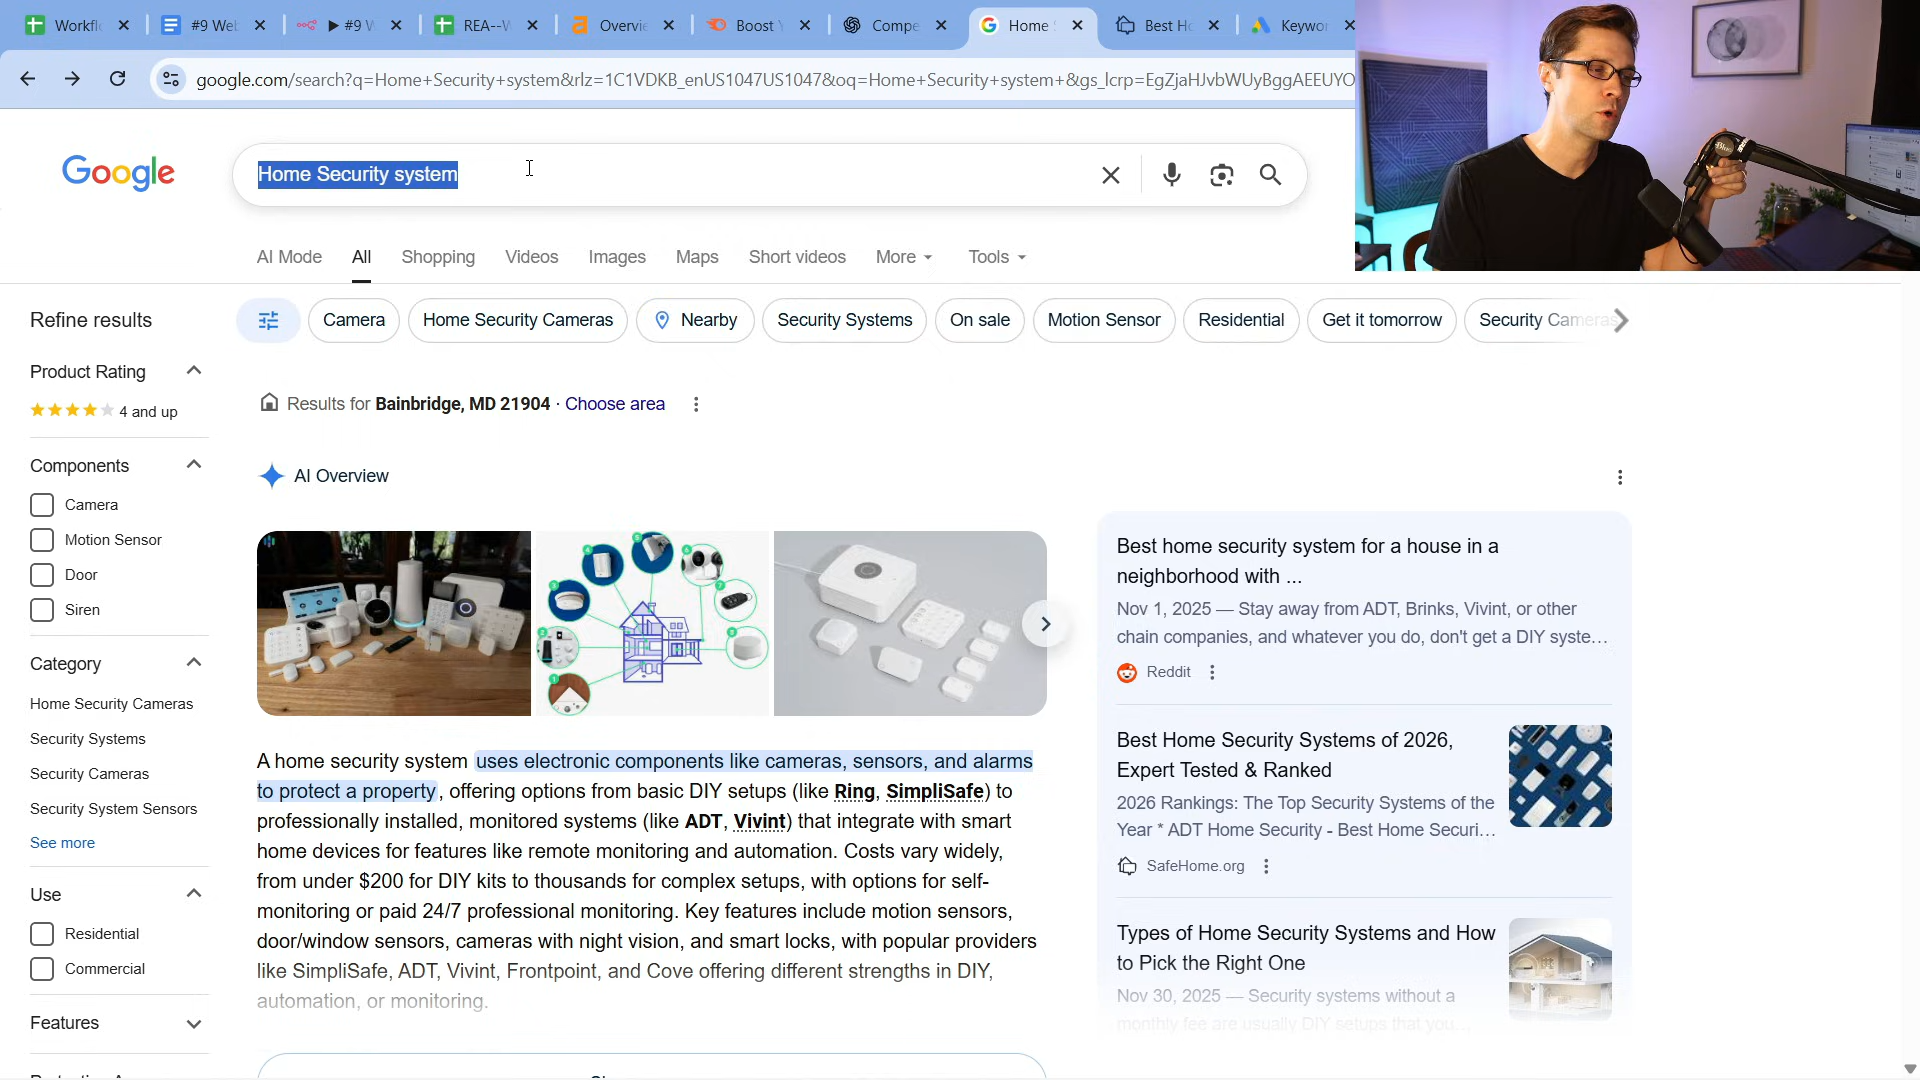 Workfl
#9 Web
▶ #9 W
REA--W
Overvie
Boost Y
Compe
Home S
Best Ho
Keywor
google.com/search?q=Home+Security+system&rlz=1C1VDKB_enUS1047US1047&oq=Home+Security+system+&gs_lcrp=EgZjaHJvbWUyBggAEEUYO
Google
Home Security system
AI Mode
All
Shopping
Videos
Images
Maps
Short videos
More
Tools
Refine results
Camera
Home Security Cameras
Nearby
Security Systems
On sale
Motion Sensor
Residential
Get it tomorrow
Security Cameras
Product Rating
4 and up
Components
Camera
Motion Sensor
Door
Siren
Category
Home Security Cameras
Security Systems
Security Cameras
Security System Sensors
See more
Use
Residential
Commercial
Features
Results for Bainbridge, MD 21904 · Choose area
AI Overview
A home security system uses electronic components like cameras, sensors, and alarms
to protect a property, offering options from basic DIY setups (like Ring, SimpliSafe) to
professionally installed, monitored systems (like ADT, Vivint) that integrate with smart
home devices for features like remote monitoring and automation. Costs vary widely,
from under $200 for DIY kits to thousands for complex setups, with options for self-
monitoring or paid 24/7 professional monitoring. Key features include motion sensors,
door/window sensors, cameras with night vision, and smart locks, with popular providers
like SimpliSafe, ADT, Vivint, Frontpoint, and Cove offering different strengths in DIY,
automation, or monitoring.
Best home security system for a house in a
neighborhood with ...
Nov 1, 2025 — Stay away from ADT, Brinks, Vivint, or other
chain companies, and whatever you do, don't get a DIY syste...
Reddit
Best Home Security Systems of 2026,
Expert Tested & Ranked
2026 Rankings: The Top Security Systems of the
Year * ADT Home Security - Best Home Securi...
SafeHome.org
Types of Home Security Systems and How
to Pick the Right One
Nov 30, 2025 — Security systems without a
monthly fee are usually DIY setups that you...